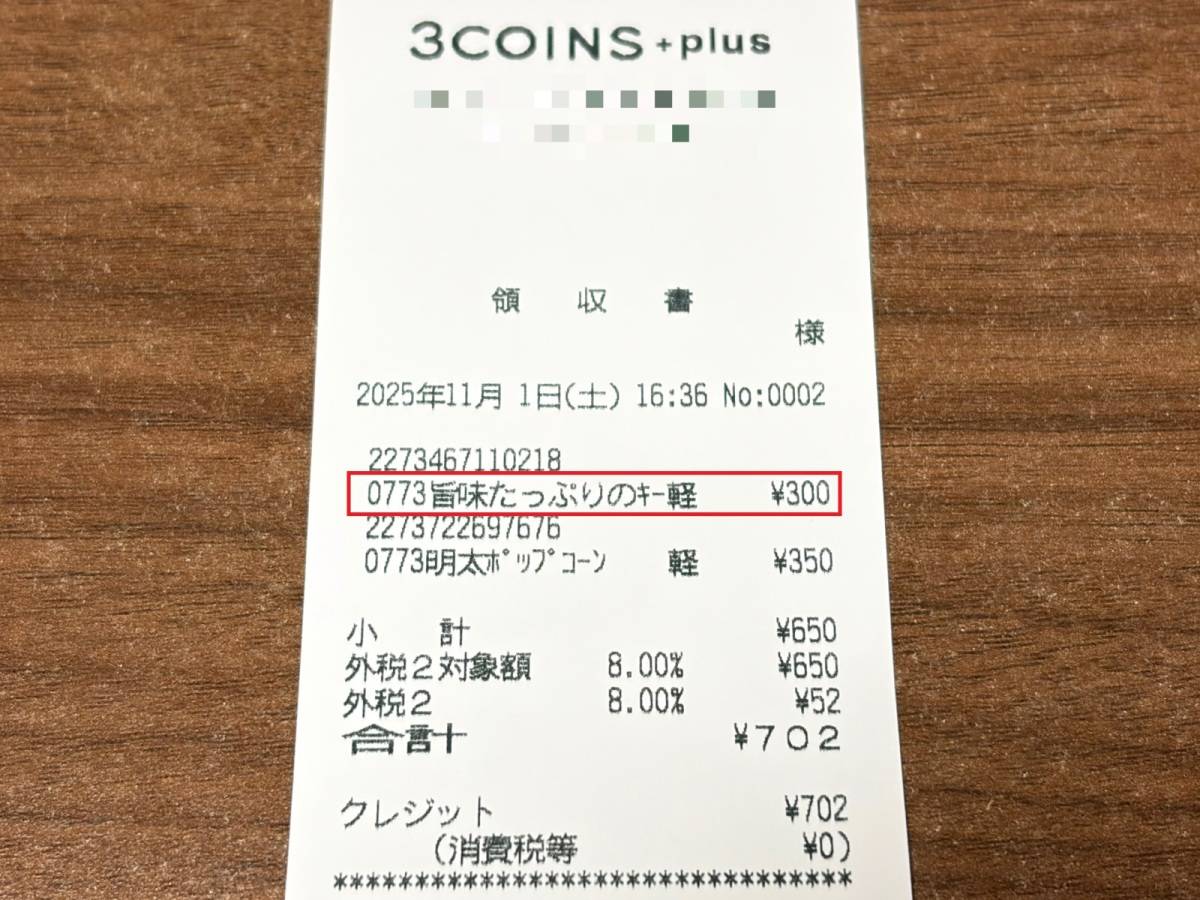 3COINS +plus
領 収 書
様
2025年11月 1日(土) 16:36 No:0002
2273467110218
0773旨味たっぷりのｷｰ軽 ¥300
2273722697676
0773明太ﾎﾟｯﾌﾟｺｰﾝ 軽 ¥350
小 計 ¥650
外税２対象額 8.00% ¥650
外税２ 8.00% ¥52
合計 ¥７０２
クレジット ¥702
(消費税等 ¥0)
********************************